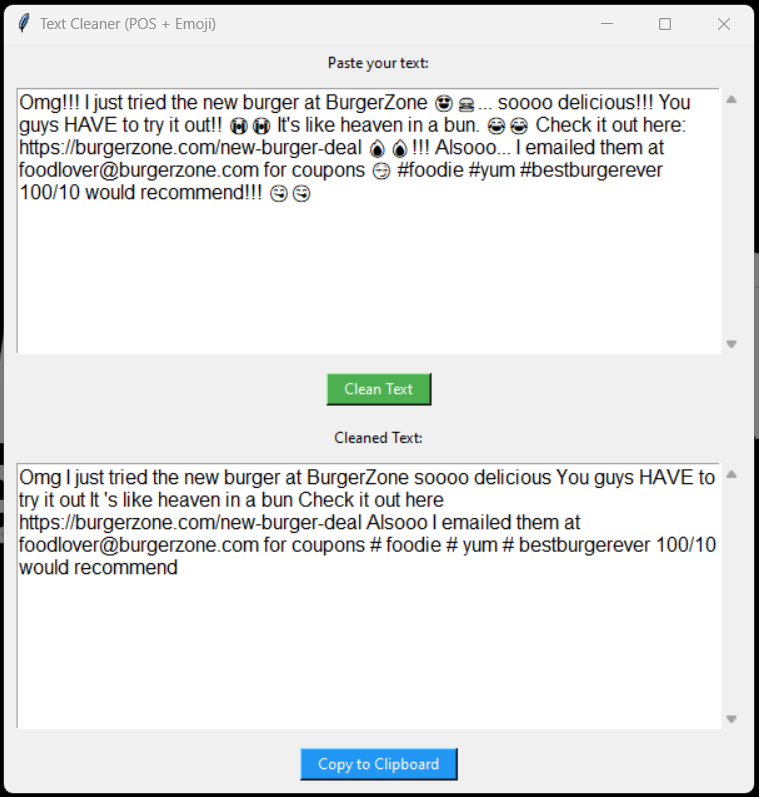 Text Cleaner (POS + Emoji)
Paste your text:
Omg!!! I just tried the new burger at BurgerZone 😍🍔... soooo delicious!!! You
guys HAVE to try it out!! 😭😭 It's like heaven in a bun. 😂😂 Check it out here:
https://burgerzone.com/new-burger-deal 🔥🔥!!! Alsooo... I emailed them at
foodlover@burgerzone.com for coupons 😏 #foodie #yum #bestburgerever
100/10 would recommend!!! 😋😋
Clean Text
Cleaned Text:
Omg I just tried the new burger at BurgerZone soooo delicious You guys HAVE to
try it out It 's like heaven in a bun Check it out here
https://burgerzone.com/new-burger-deal Alsooo I emailed them at
foodlover@burgerzone.com for coupons # foodie # yum # bestburgerever 100/10
would recommend
Copy to Clipboard